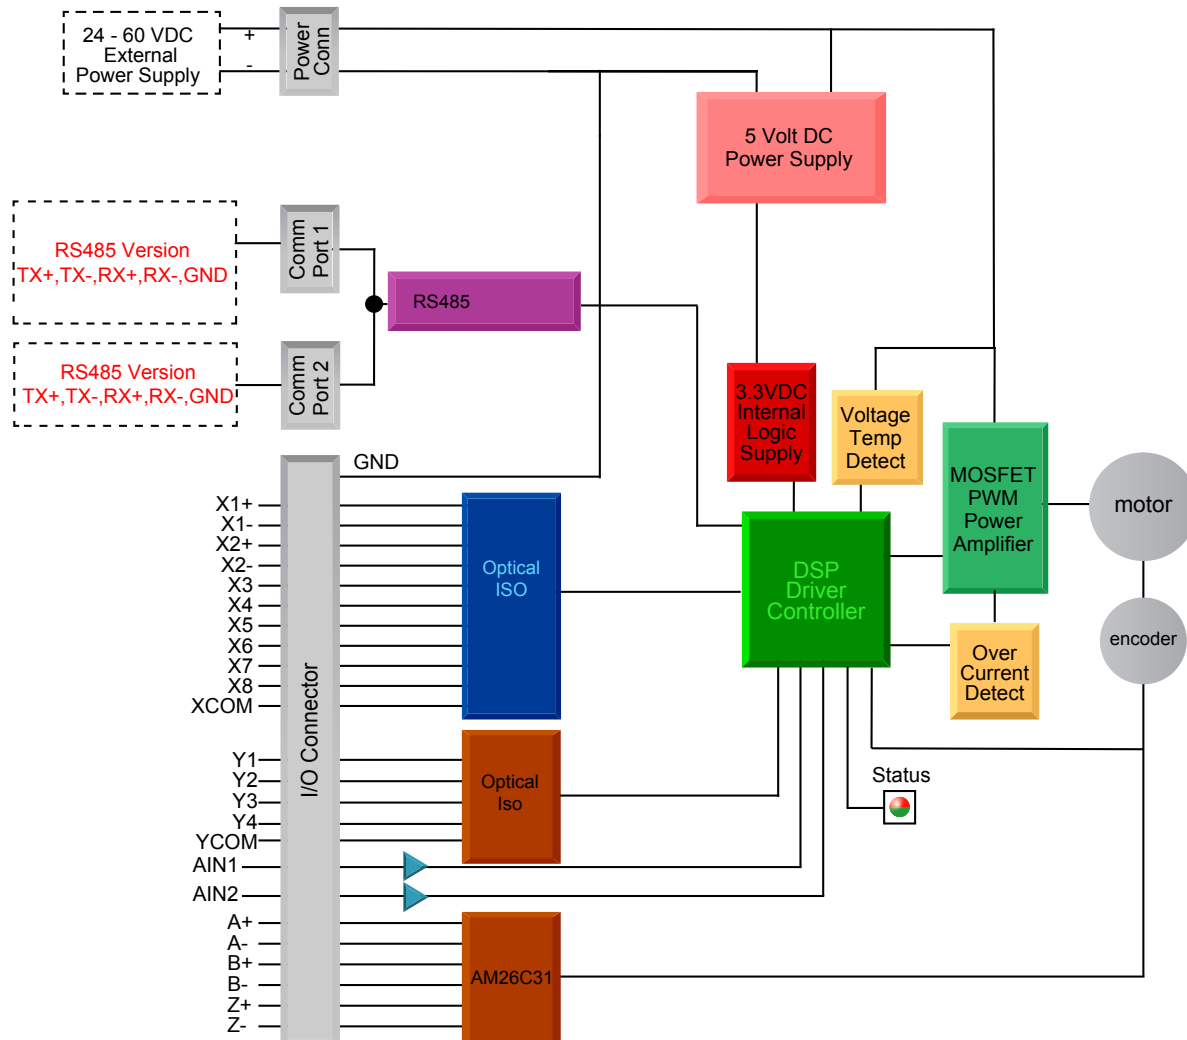 24 - 60 VDC
External
Power Supply
+
-
Power
Conn
5 Volt DC
Power Supply
RS485 Version
TX+,TX-,RX+,RX-,GND
Comm
Port 1
RS485
RS485 Version
TX+,TX-,RX+,RX-,GND
Comm
Port 2
3.3VDC
Internal
Logic
Supply
Voltage
Temp
Detect
MOSFET
PWM
Power
Amplifier
motor
encoder
GND
I/O Connector
X1+
X1-
X2+
X2-
X3
X4
X5
X6
X7
X8
XCOM
Optical
ISO
DSP
Driver
Controller
Over
Current
Detect
Y1
Y2
Y3
Y4
YCOM
Optical
Iso
Status
AIN1
AIN2
A+
A-
B+
B-
Z+
Z-
AM26C31